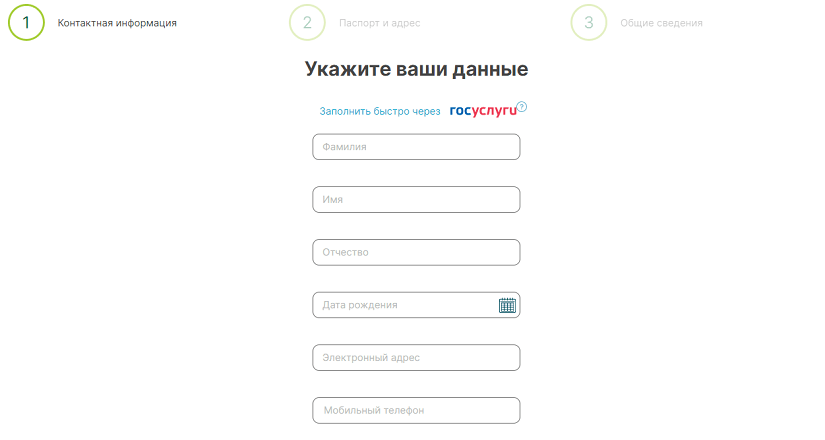 1 Контактная информация 2 Паспорт и адрес 3 Общие сведения
Укажите ваши данные
Заполнить быстро через госуслуги ?
Фамилия
Имя
Отчество
Дата рождения
Электронный адрес
Мобильный телефон